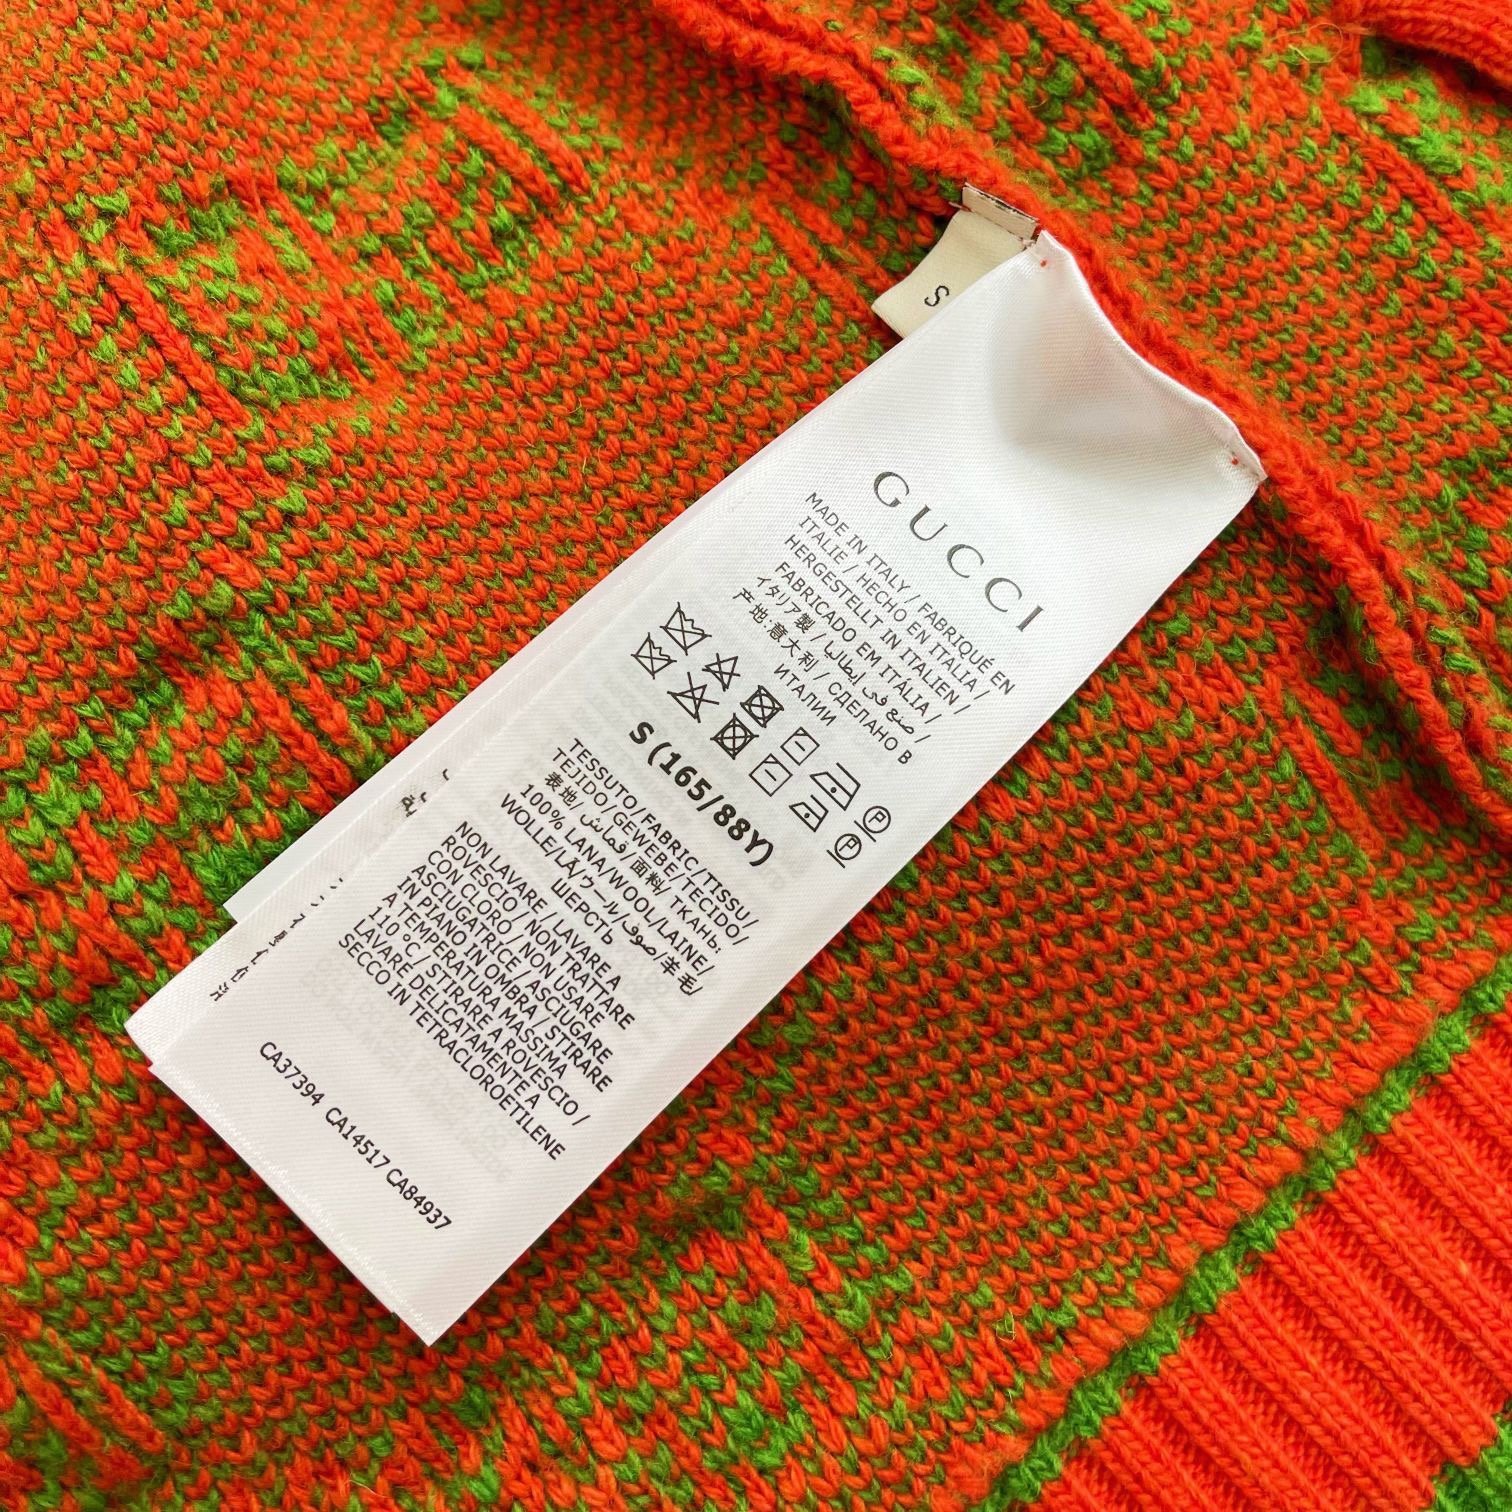 S
GUCCI
MADE IN ITALY / FABRIQUÉ EN
ITALIE / HECHO EN ITALIA /
HERGESTELLT IN ITALIEN /
FABRICADO EM ITÁLIA /
イタリア製 / صنع في إيطاليا /
产地:意大利 / СДЕЛАНО В
ИТАЛИИ
P
P
S (165/88Y)
TESSUTO/FABRIC/TISSU/
TEJIDO/GEWEBE/TECIDO/
表地/ قماش/ 面料/ ТКАНЬ:
100% LANA/WOOL/LAINE/
WOLLE/LÃ/ウール/صوف/羊毛/
ШЕРСТЬ
NON LAVARE / LAVARE A
ROVESCIO / NON TRATTARE
CON CLORO / NON USARE
ASCIUGATRICE / ASCIUGARE
IN PIANO IN OMBRA / STIRARE
A TEMPERATURA MASSIMA
110 °C / STIRARE A ROVESCIO /
LAVARE DELICATAMENTE A
SECCO IN TETRACLOROETILENE
CA37394 CA14517 CA84937